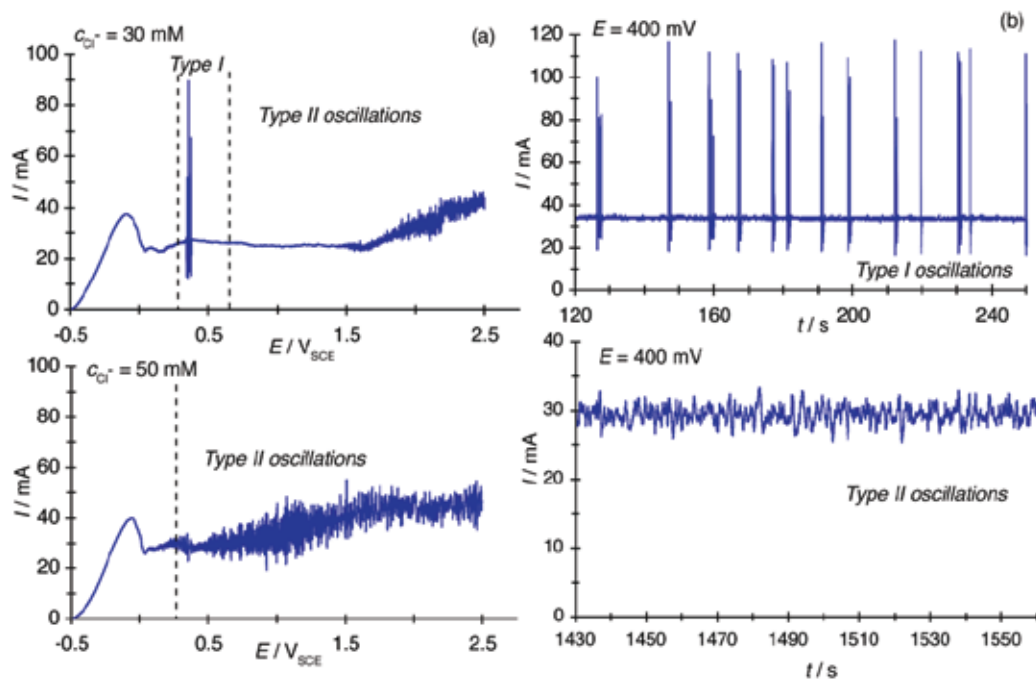 c_Cl- = 30 mM
(a)
Type I
Type II oscillations
100
80
60
40
20
0
I / mA
-0.5
0.5
1.5
2.5
E / V_SCE
E = 400 mV
(b)
120
100
80
60
40
20
0
I / mA
Type I oscillations
120
160
200
240
t / s
c_Cl- = 50 mM
Type II oscillations
100
80
60
40
20
0
I / mA
-0.5
0.5
1.5
2.5
E / V_SCE
E = 400 mV
40
30
20
10
0
I / mA
Type II oscillations
1430
1450
1470
1490
1510
1530
1550
t / s